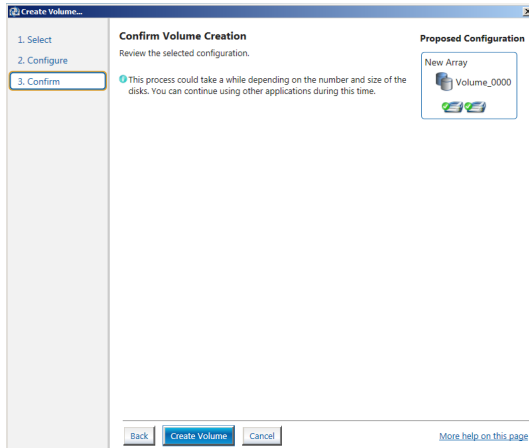 Create Volume...
1. Select
2. Configure
3. Confirm
Confirm Volume Creation
Review the selected configuration.
This process could take a while depending on the number and size of the
disks. You can continue using other applications during this time.
Proposed Configuration
New Array
Volume_0000
Back
Create Volume
Cancel
More help on this page